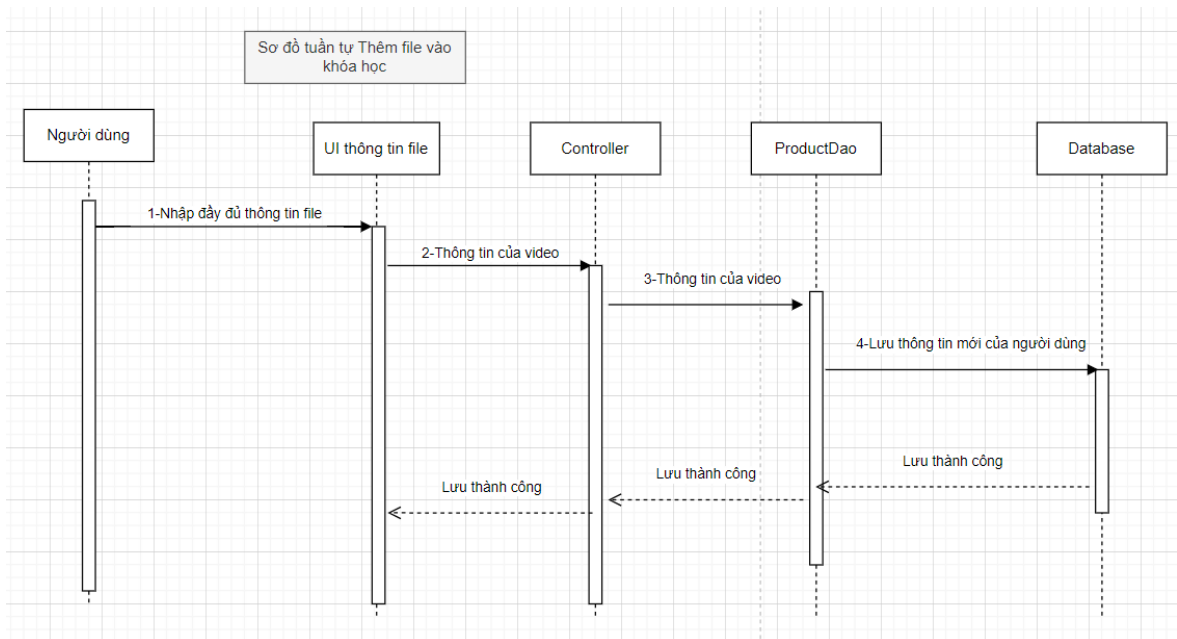 Sơ đồ tuần tự Thêm file vào
khóa học
Người dùng
UI thông tin file
Controller
ProductDao
Database
1-Nhập đầy đủ thông tin file
2-Thông tin của video
3-Thông tin của video
4-Lưu thông tin mới của người dùng
Lưu thành công
Lưu thành công
Lưu thành công